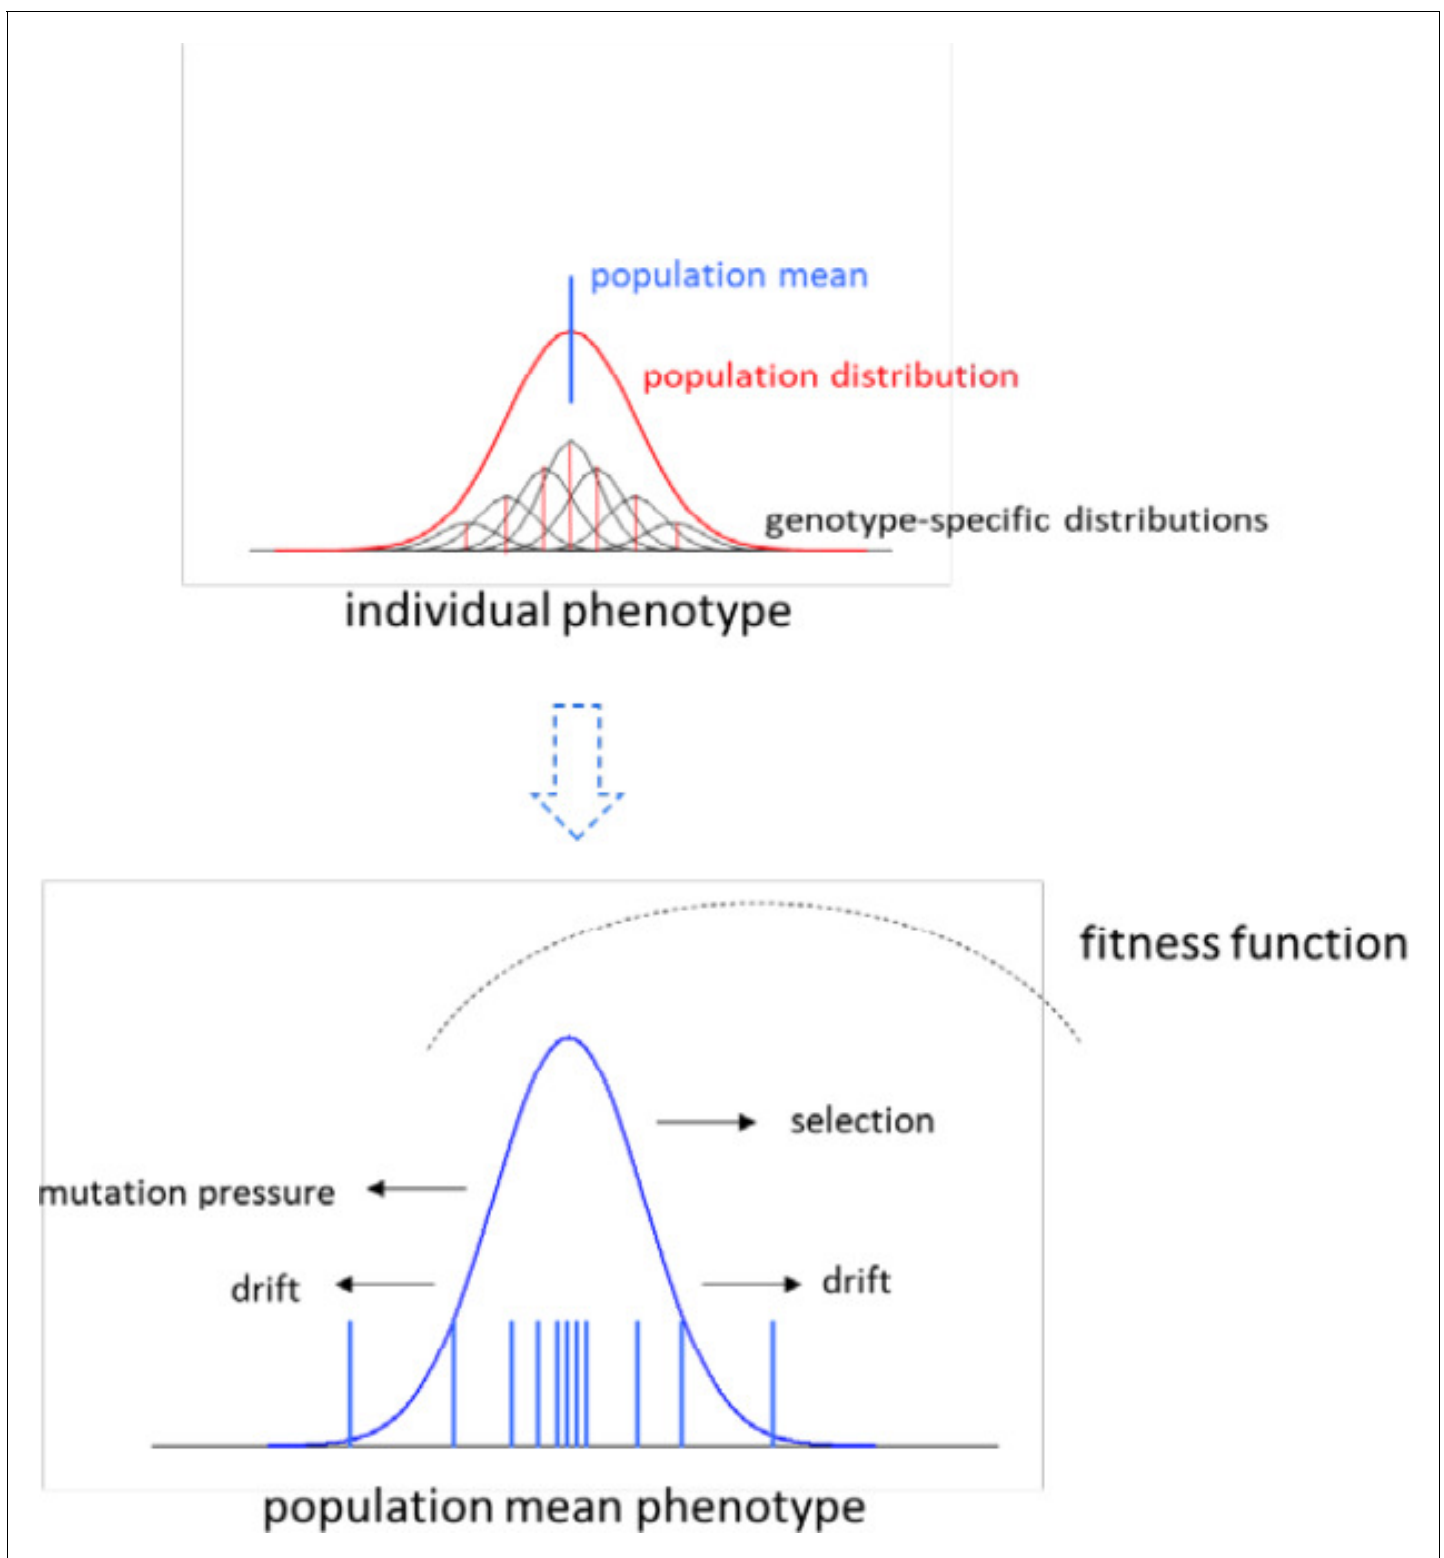 population mean
population distribution
genotype-specific distributions
individual phenotype
fitness function
selection
mutation pressure
drift
drift
population mean phenotype